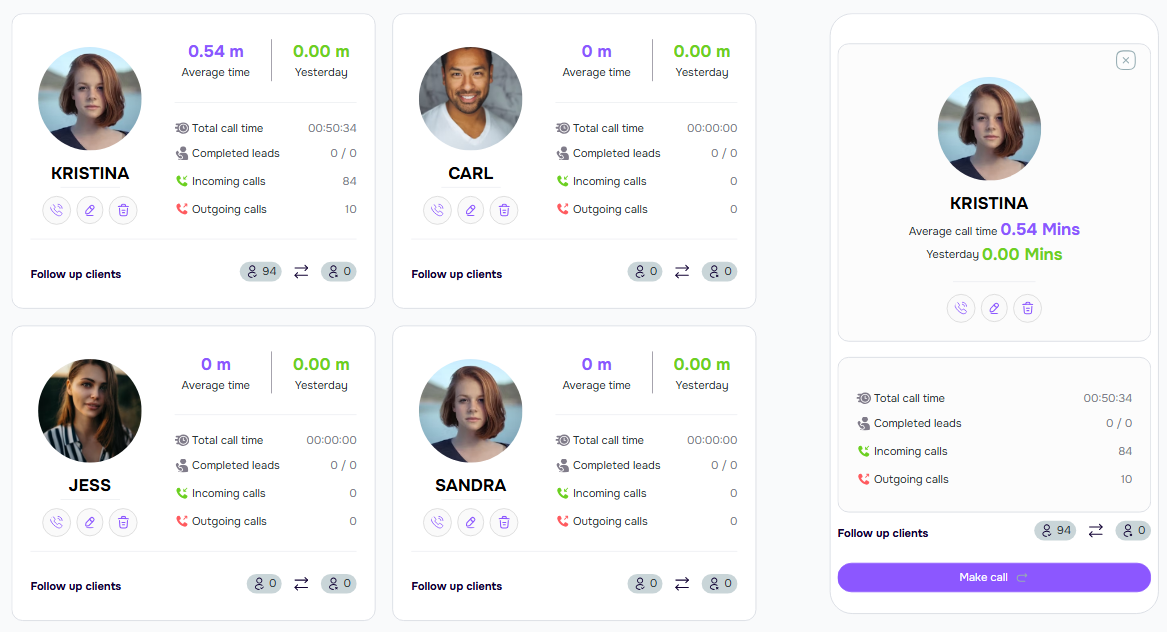 0.54 m 0.00 m
Average time Yesterday
Total call time 00:50:34
Completed leads 0 / 0
KRISTINA
Incoming calls 84
Outgoing calls 10
Follow up clients 94 0
0 m 0.00 m
Average time Yesterday
Total call time 00:00:00
Completed leads 0 / 0
CARL
Incoming calls 0
Outgoing calls 0
Follow up clients 0 0
0 m 0.00 m
Average time Yesterday
Total call time 00:00:00
Completed leads 0 / 0
JESS
Incoming calls 0
Outgoing calls 0
Follow up clients 0 0
0 m 0.00 m
Average time Yesterday
Total call time 00:00:00
Completed leads 0 / 0
SANDRA
Incoming calls 0
Outgoing calls 0
Follow up clients 0 0
KRISTINA
Average call time 0.54 Mins
Yesterday 0.00 Mins
Total call time 00:50:34
Completed leads 0 / 0
Incoming calls 84
Outgoing calls 10
Follow up clients 94 0
Make call